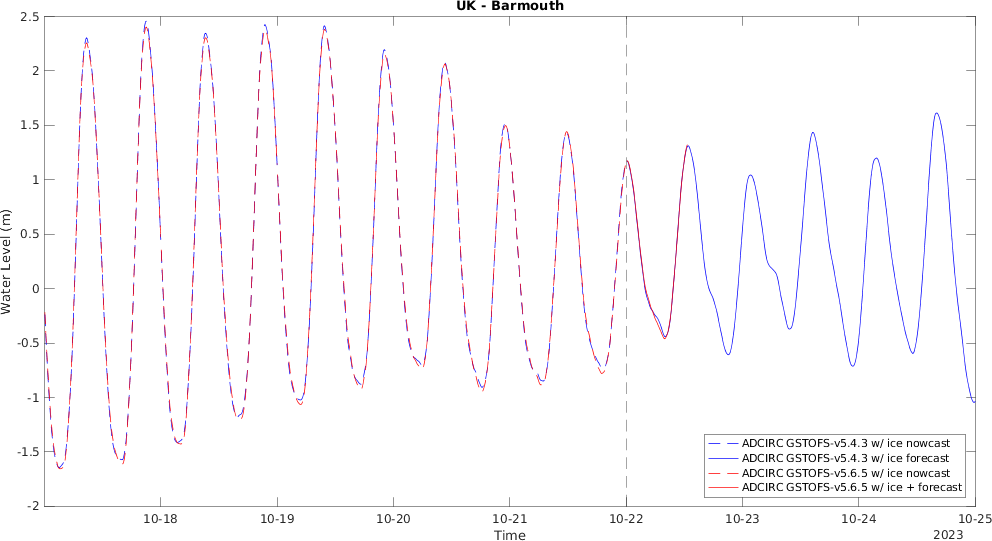 UK - Barmouth
2.5
2
1.5
1
0.5
0
-0.5
-1
-1.5
-2
Water Level (m)
10-18 10-19 10-20 10-21 10-22 10-23 10-24 10-25
Time
2023
ADCIRC GSTOFS-v5.4.3 w/ ice nowcast
ADCIRC GSTOFS-v5.4.3 w/ ice forecast
ADCIRC GSTOFS-v5.6.5 w/ ice nowcast
ADCIRC GSTOFS-v5.6.5 w/ ice + forecast